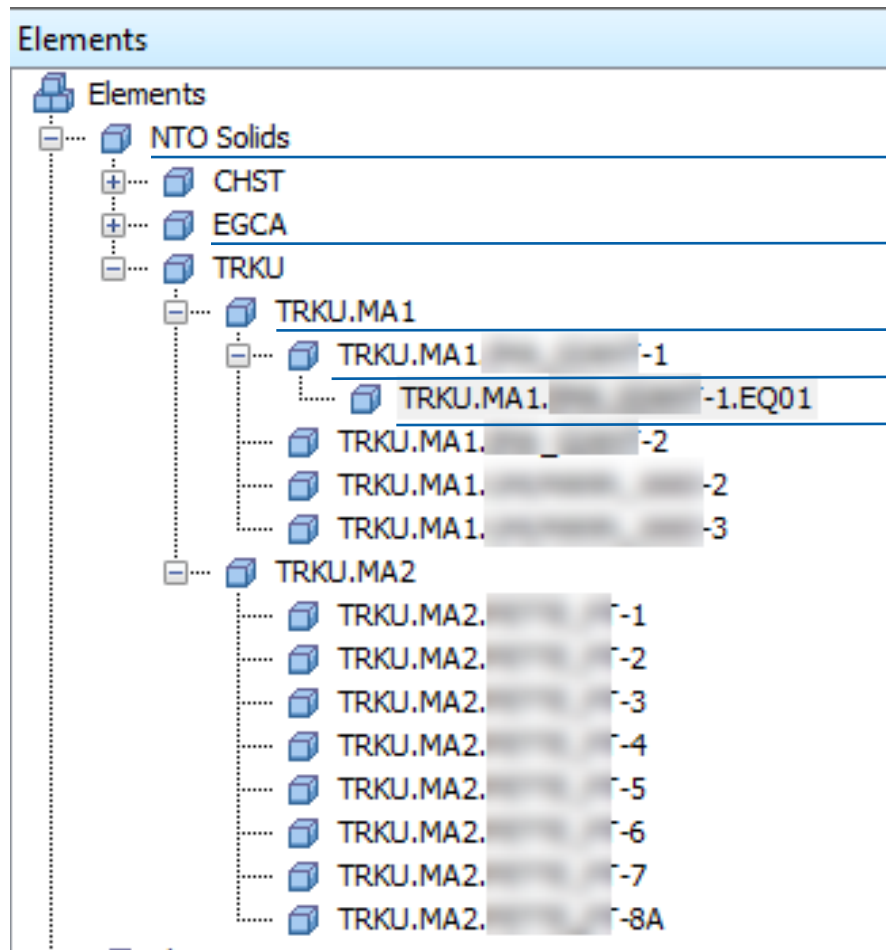 Elements
Elements
NTO Solids
CHST
EGCA
TRKU
TRKU.MA1
TRKU.MA1. -1
TRKU.MA1. -1.EQ01
TRKU.MA1. -2
TRKU.MA1. -2
TRKU.MA1. -3
TRKU.MA2
TRKU.MA2. -1
TRKU.MA2. -2
TRKU.MA2. -3
TRKU.MA2. -4
TRKU.MA2. -5
TRKU.MA2. -6
TRKU.MA2. -7
TRKU.MA2. -8A